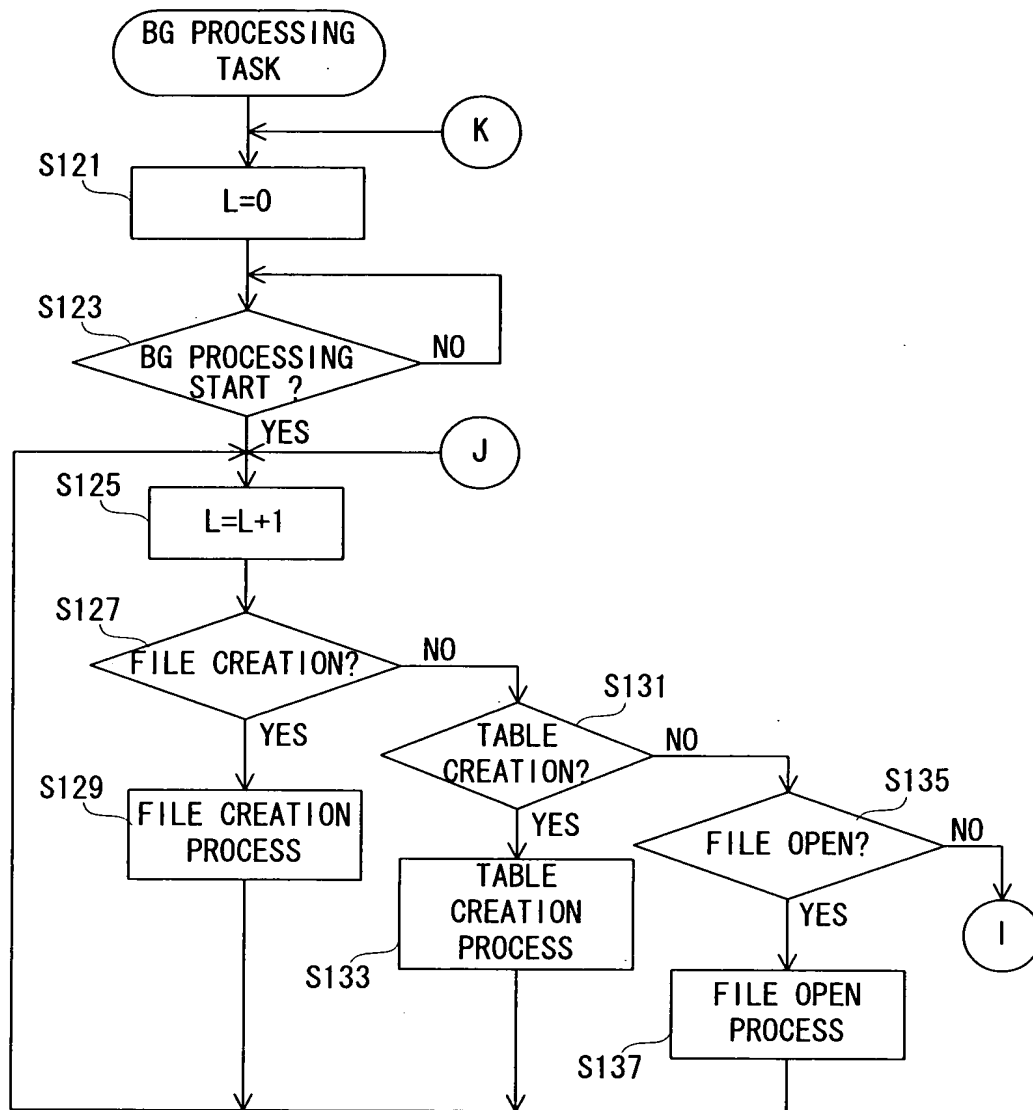 BG PROCESSING
TASK
K
S121
L=0
S123
NO
BG PROCESSING
START ?
YES
J
S125
L=L+1
S127
FILE CREATION?
NO
S131
YES
TABLE
CREATION?
NO
S129
FILE CREATION
PROCESS
YES
S135
FILE OPEN?
NO
TABLE
CREATION
PROCESS
S133
YES
I
FILE OPEN
PROCESS
S137